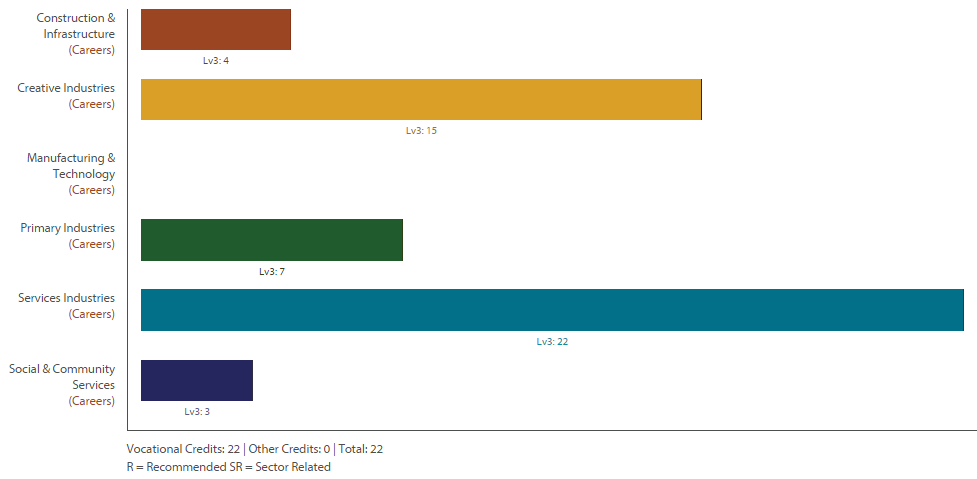 Construction &
Infrastructure
(Careers)
Lv3: 4
Creative Industries
(Careers)
Lv3: 15
Manufacturing &
Technology
(Careers)
Primary Industries
(Careers)
Lv3: 7
Services Industries
(Careers)
Lv3: 22
Social & Community
Services
(Careers)
Lv3: 3
Vocational Credits: 22 | Other Credits: 0 | Total: 22
R = Recommended SR = Sector Related